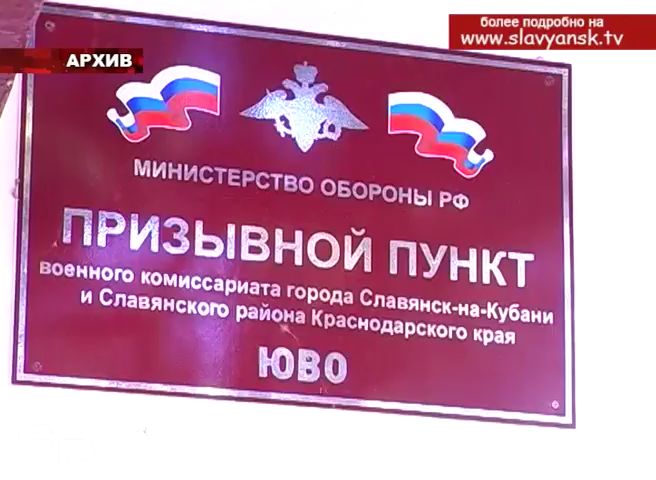 более подробно на
www.slavyansk.tv
АРХИВ
МИНИСТЕРСТВО ОБОРОНЫ РФ
ПРИЗЫВНОЙ ПУНКТ
военного комиссариата города Славянск-на-Кубани
и Славянского района Краснодарского края
ЮВО